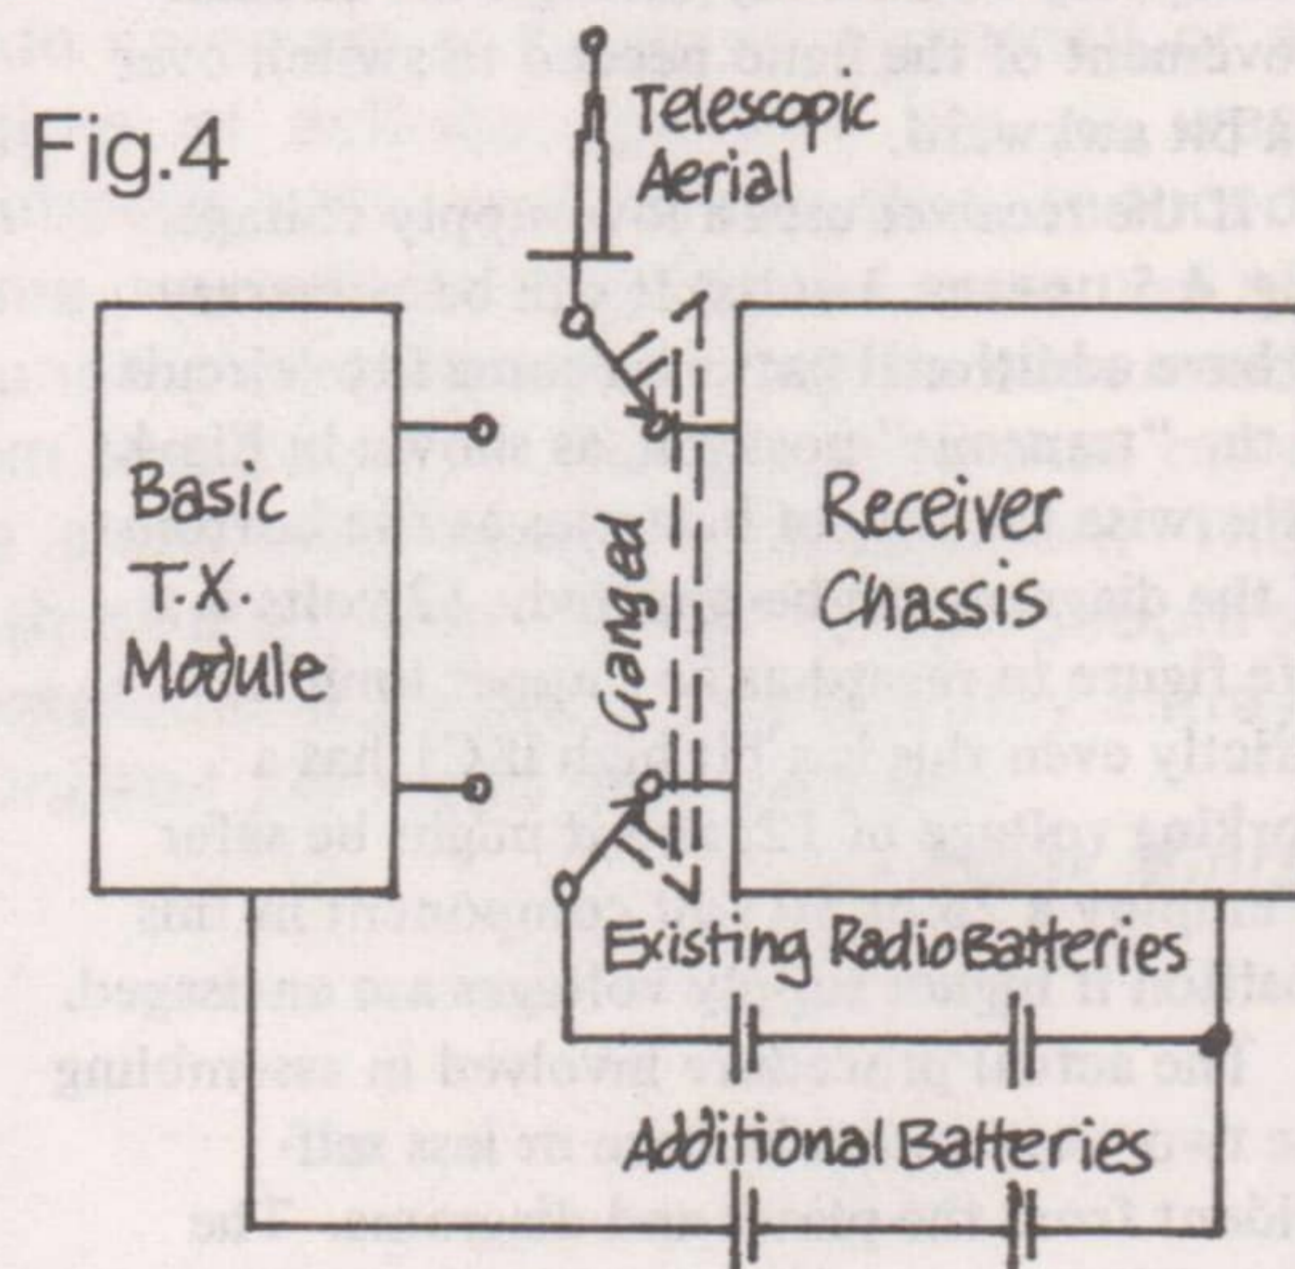 Fig.4
Telescopic
Aerial
Basic
T.X.
Module
Ganged
Receiver
Chassis
Existing Radio Batteries
Additional Batteries